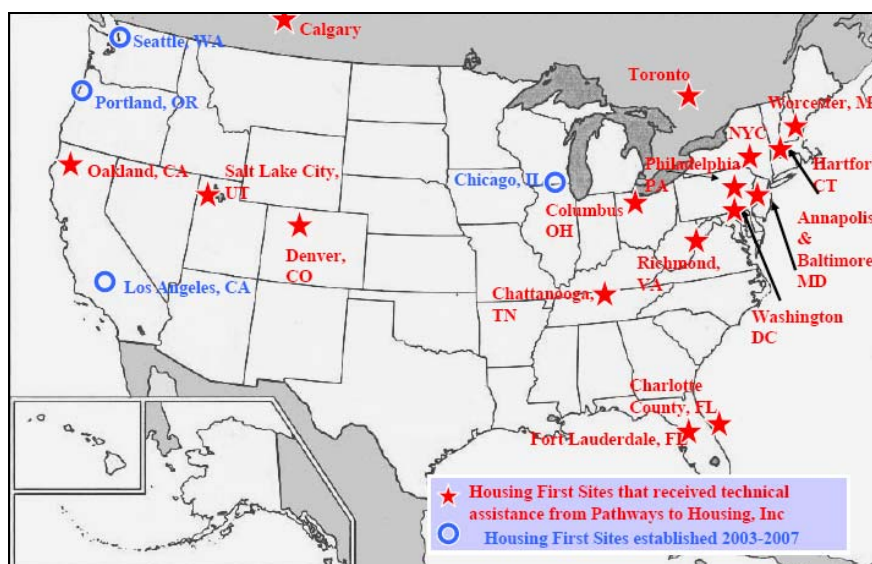 Calgary
Seattle, WA
Toronto
Portland, OR
Worcester, M
NYC
Oakland, CA
Salt Lake City,
UT
Chicago, IL
Philadelphia
PA
Hartfor
CT
Columbus
OH
Annapolis
&
Baltimore
MD
Denver,
CO
Richmond,
VA
Los Angeles, CA
Chattanooga,
TN
Washington
DC
Charlotte
County, FL
Fort Lauderdale, FL
Housing First Sites that received technical
assistance from Pathways to Housing, Inc
Housing First Sites established 2003-2007